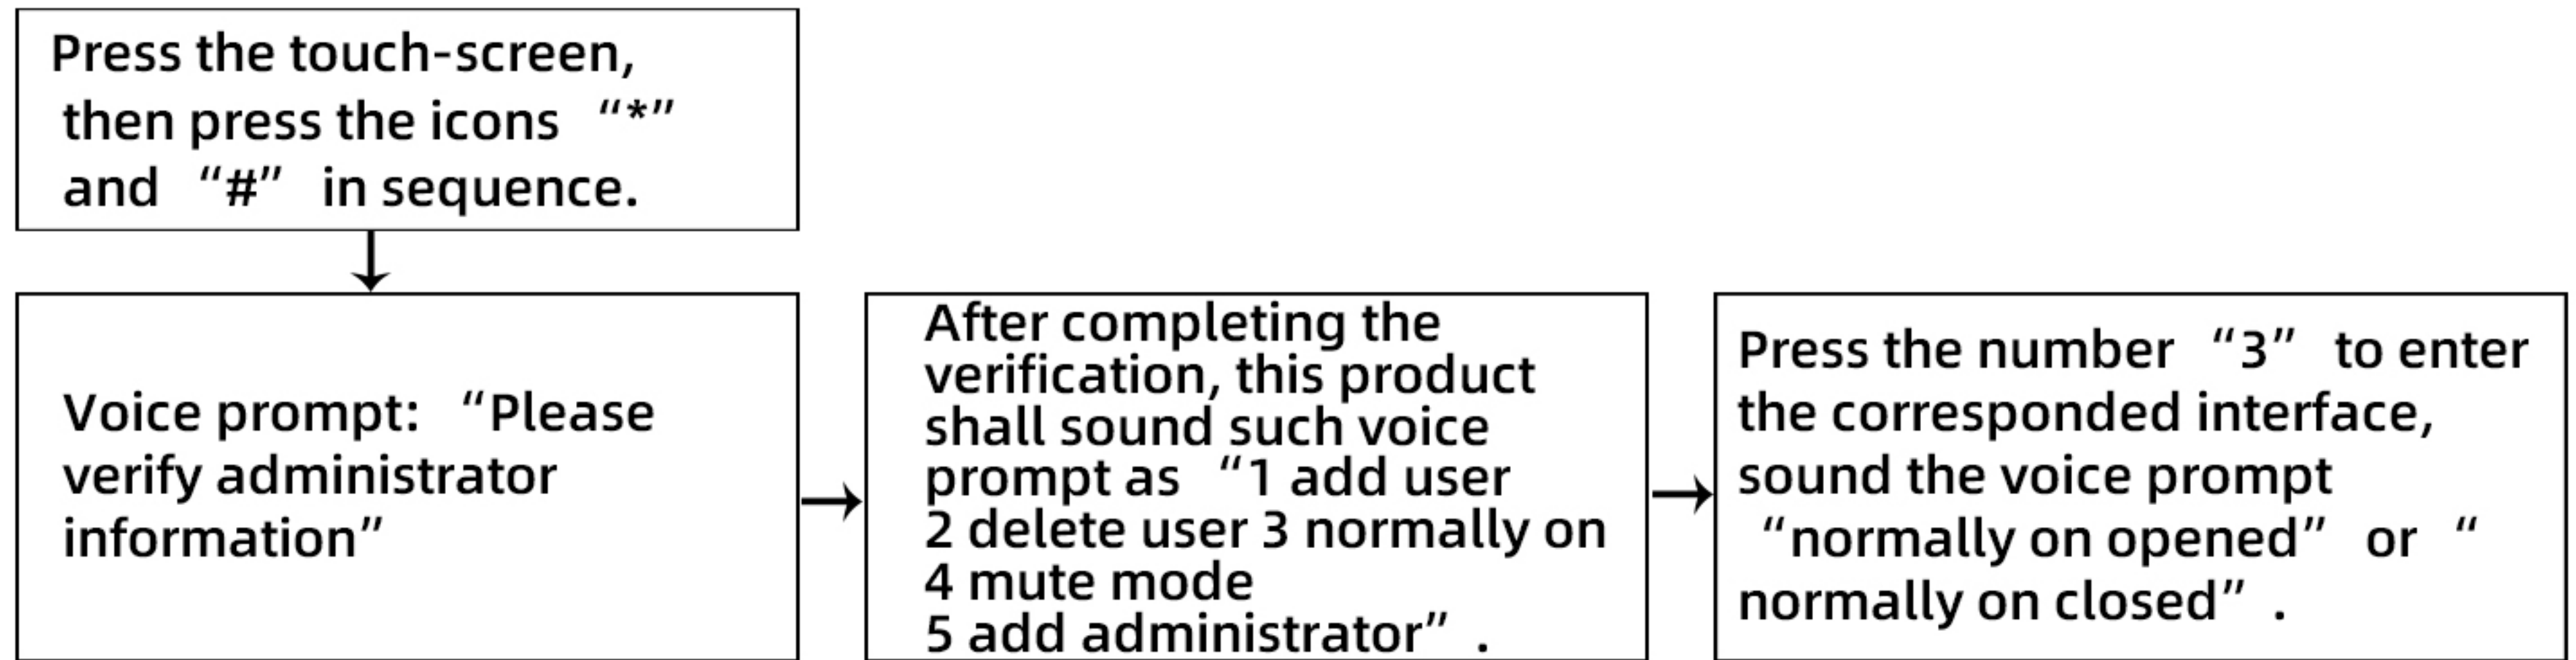 Press the touch-screen,
then press the icons “*”
and “#” in sequence.
Voice prompt: “Please
verify administrator
information”
After completing the
verification, this product
shall sound such voice
prompt as “1 add user
2 delete user 3 normally on
4 mute mode
5 add administrator” .
Press the number “3” to enter
the corresponded interface,
sound the voice prompt
“normally on opened” or “
normally on closed” .